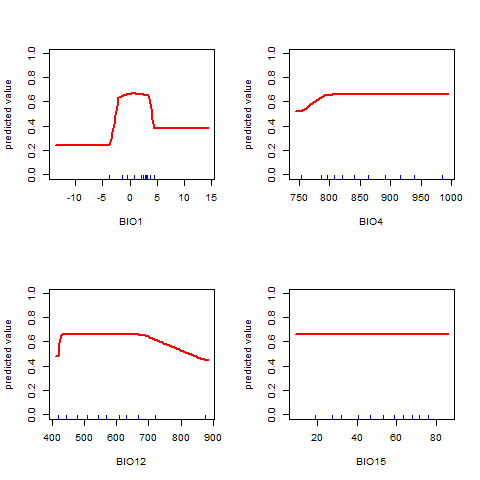 predicted value
0.0 0.2 0.4 0.6 0.8 1.0
-10 -5 0 5 10 15
BIO1
predicted value
0.0 0.2 0.4 0.6 0.8 1.0
750 800 850 900 950 1000
BIO4
predicted value
0.0 0.2 0.4 0.6 0.8 1.0
400 500 600 700 800 900
BIO12
predicted value
0.0 0.2 0.4 0.6 0.8 1.0
20 40 60 80
BIO15